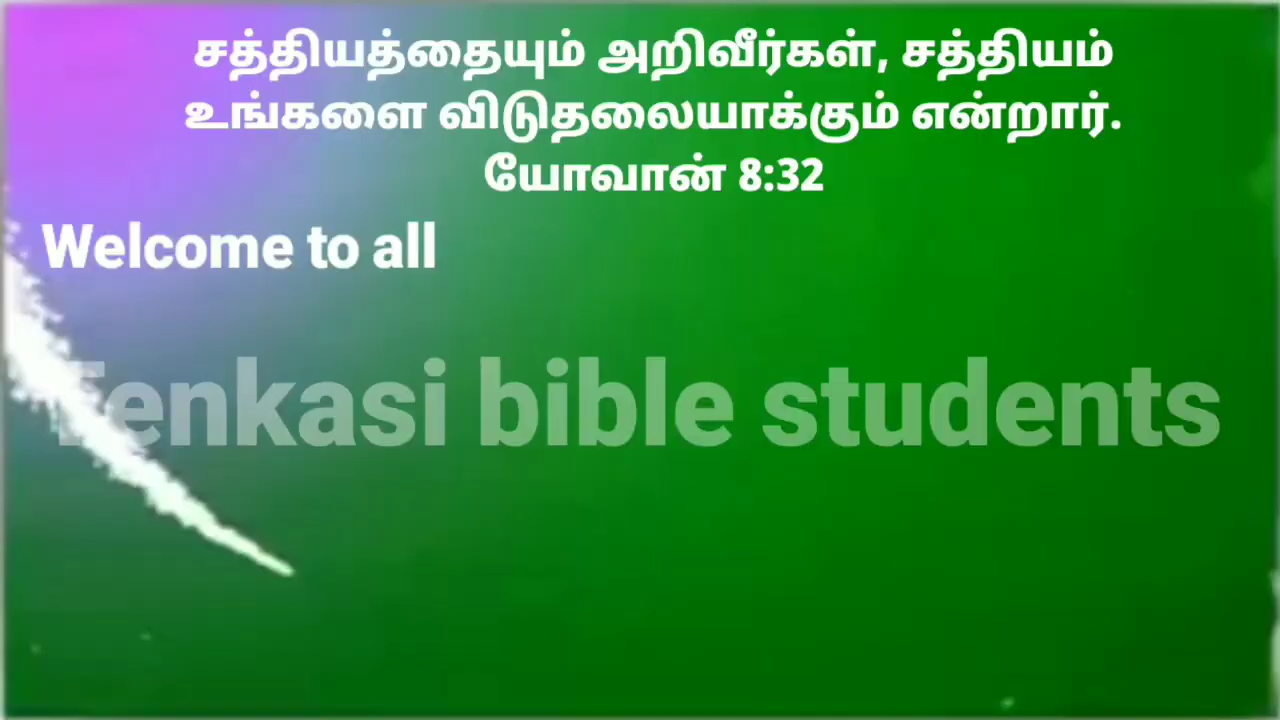 சத்தியத்தையும் அறிவீர்கள், சத்தியம்
உங்களை விடுதலையாக்கும் என்றார்.
யோவான் 8:32
Welcome to all
Tenkasi bible students